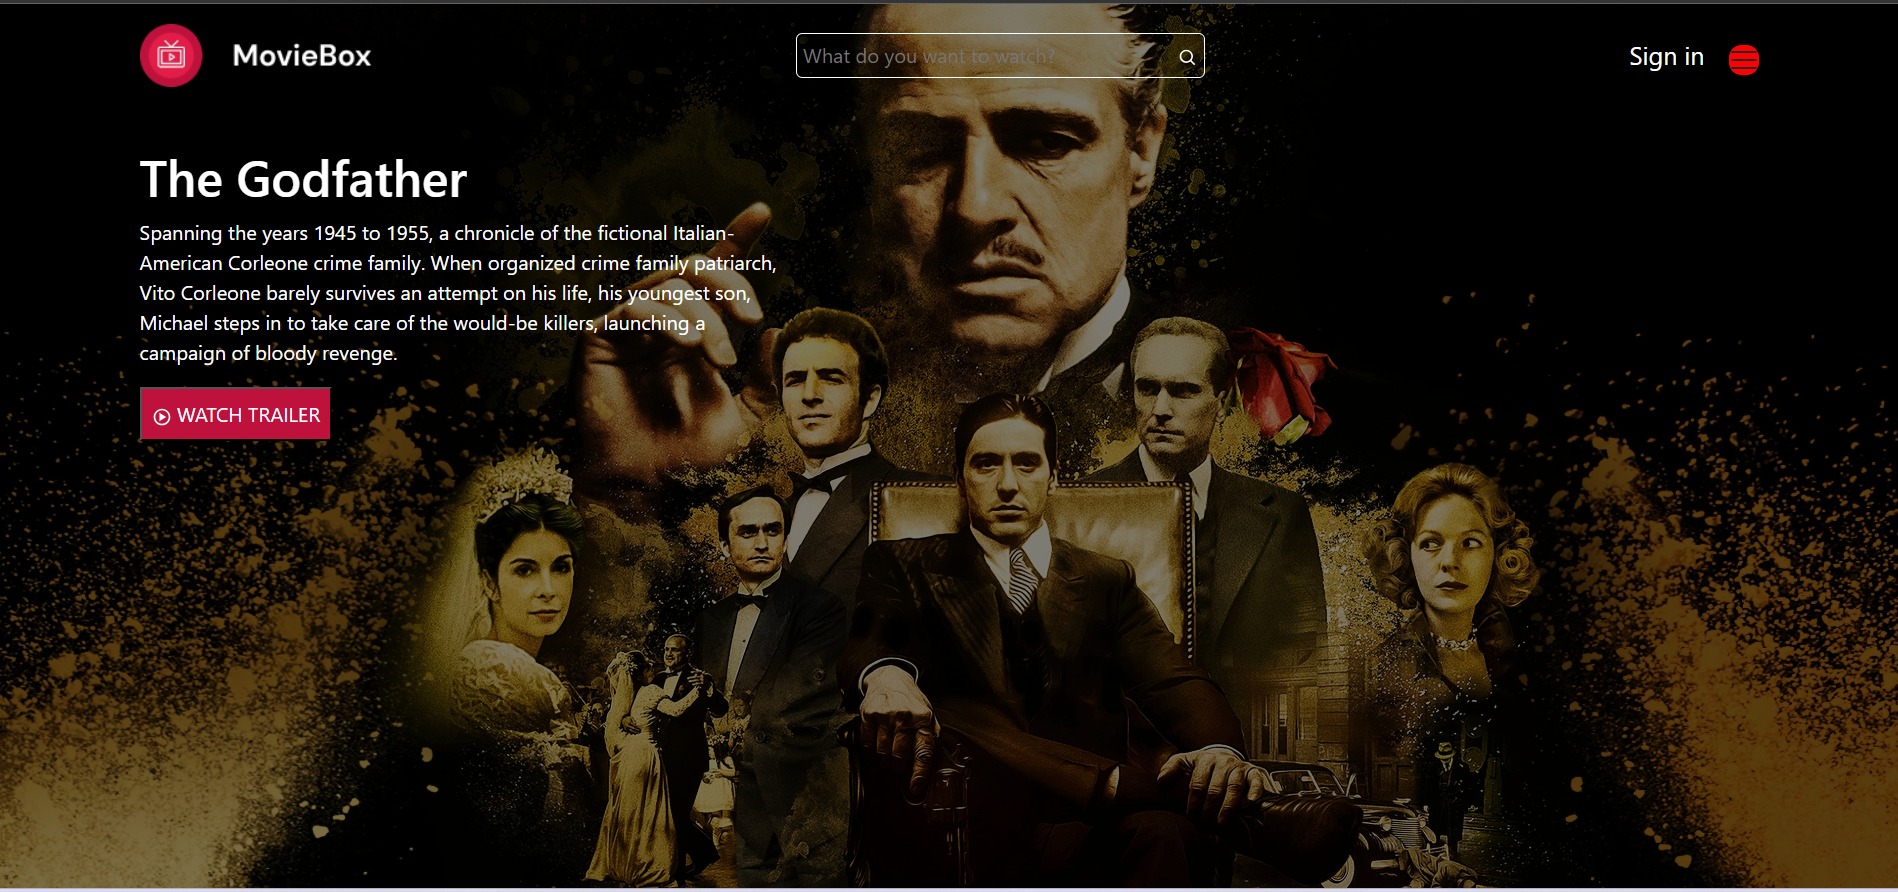 MovieBox
What do you want to watch?
Sign in
The Godfather
Spanning the years 1945 to 1955, a chronicle of the fictional Italian-
American Corleone crime family. When organized crime family patriarch,
Vito Corleone barely survives an attempt on his life, his youngest son,
Michael steps in to take care of the would-be killers, launching a
campaign of bloody revenge.
WATCH TRAILER